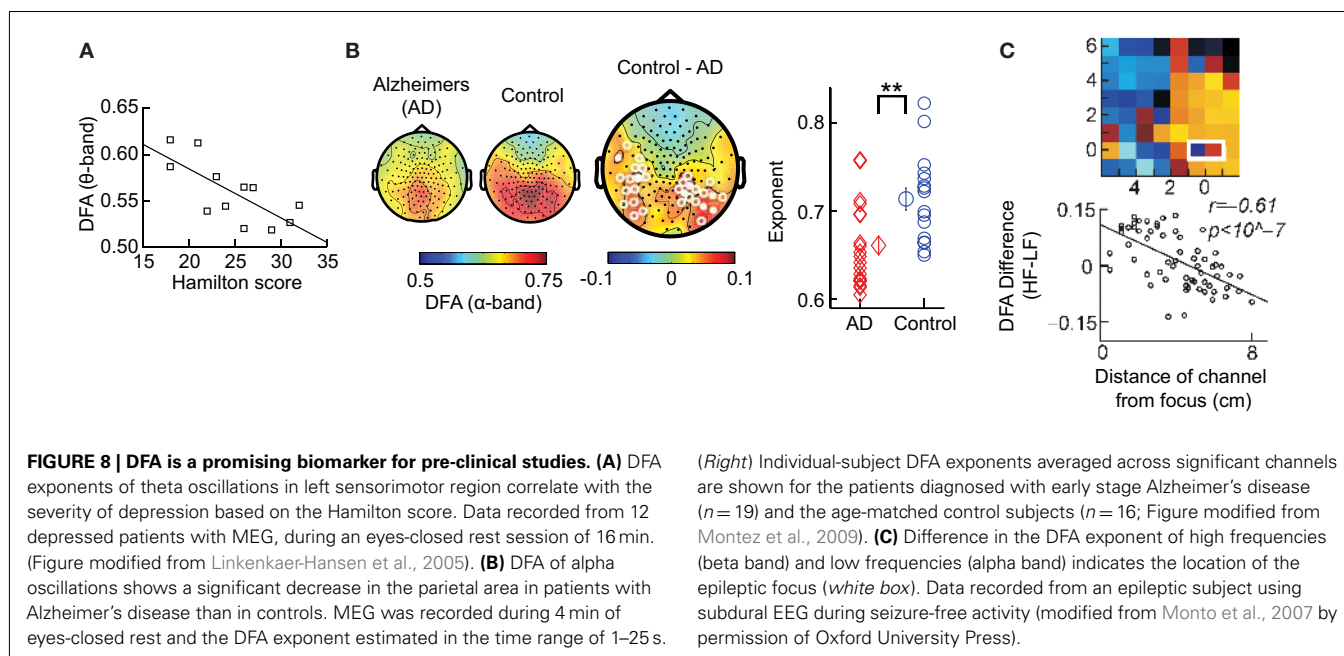 A
DFA (θ-band)
0.65
0.60
0.55
0.50
15 20 25 30 35
Hamilton score
B
Alzheimers
(AD)
Control
Control - AD
0.5 0.75
DFA (α-band)
-0.1 0 0.1
**
Exponent
0.8
0.7
0.6
AD Control
C
6
4
2
0
4 2 0
DFA Difference
(HF-LF)
0.15
0
−0.15
r=−0.61
p<10^−7
0 8
Distance of channel
from focus (cm)
FIGURE 8 | DFA is a promising biomarker for pre-clinical studies. (A) DFA
exponents of theta oscillations in left sensorimotor region correlate with the
severity of depression based on the Hamilton score. Data recorded from 12
depressed patients with MEG, during an eyes-closed rest session of 16 min.
(Figure modified from Linkenkaer-Hansen et al., 2005). (B) DFA of alpha
oscillations shows a significant decrease in the parietal area in patients with
Alzheimer's disease than in controls. MEG was recorded during 4 min of
eyes-closed rest and the DFA exponent estimated in the time range of 1–25 s.
(Right) Individual-subject DFA exponents averaged across significant channels
are shown for the patients diagnosed with early stage Alzheimer's disease
(n = 19) and the age-matched control subjects (n = 16; Figure modified from
Montez et al., 2009). (C) Difference in the DFA exponent of high frequencies
(beta band) and low frequencies (alpha band) indicates the location of the
epileptic focus (white box). Data recorded from an epileptic subject using
subdural EEG during seizure-free activity (modified from Monto et al., 2007 by
permission of Oxford University Press).